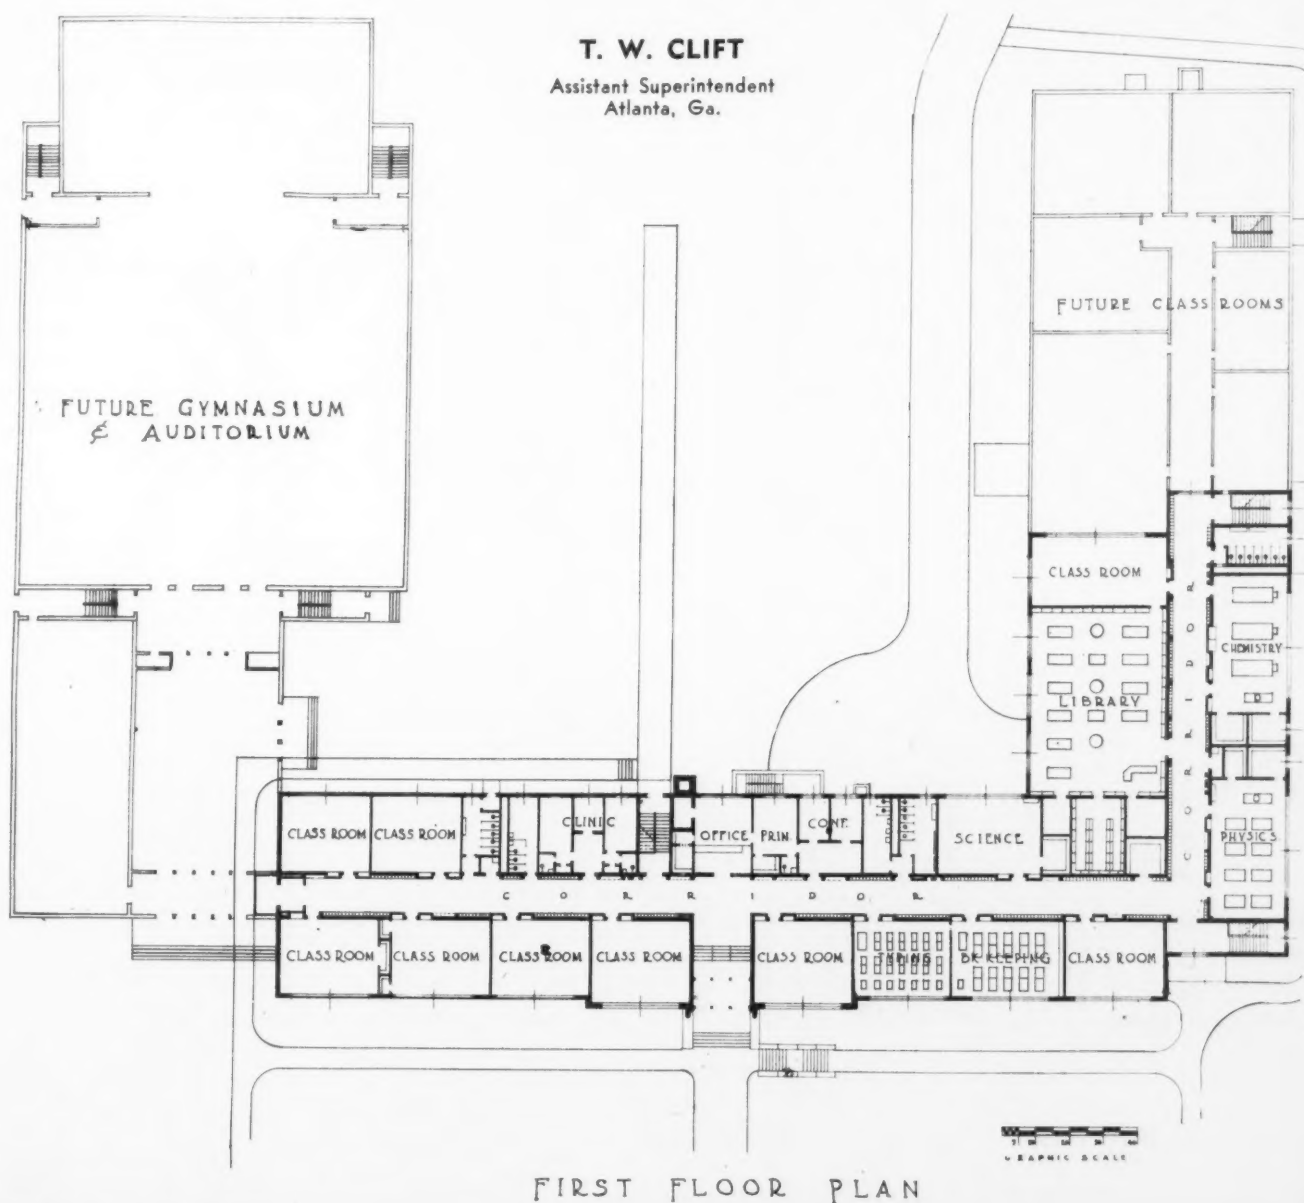 T. W. CLIFT
Assistant Superintendent
Atlanta, Ga.
FUTURE GYMNASIUM
& AUDITORIUM
FUTURE CLASS ROOMS
CLASS ROOM
LIBRARY
CHEMISTRY
CORRIDOR
PHYSICS
CLASS ROOM
CLASS ROOM
CLINIC
OFFICE
PRIN.
CONF.
SCIENCE
CORRIDOR
CLASS ROOM
CLASS ROOM
CLASS ROOM
CLASS ROOM
CLASS ROOM
TYPING
BK KEEPING
CLASS ROOM
GRAPHIC SCALE
FIRST FLOOR PLAN